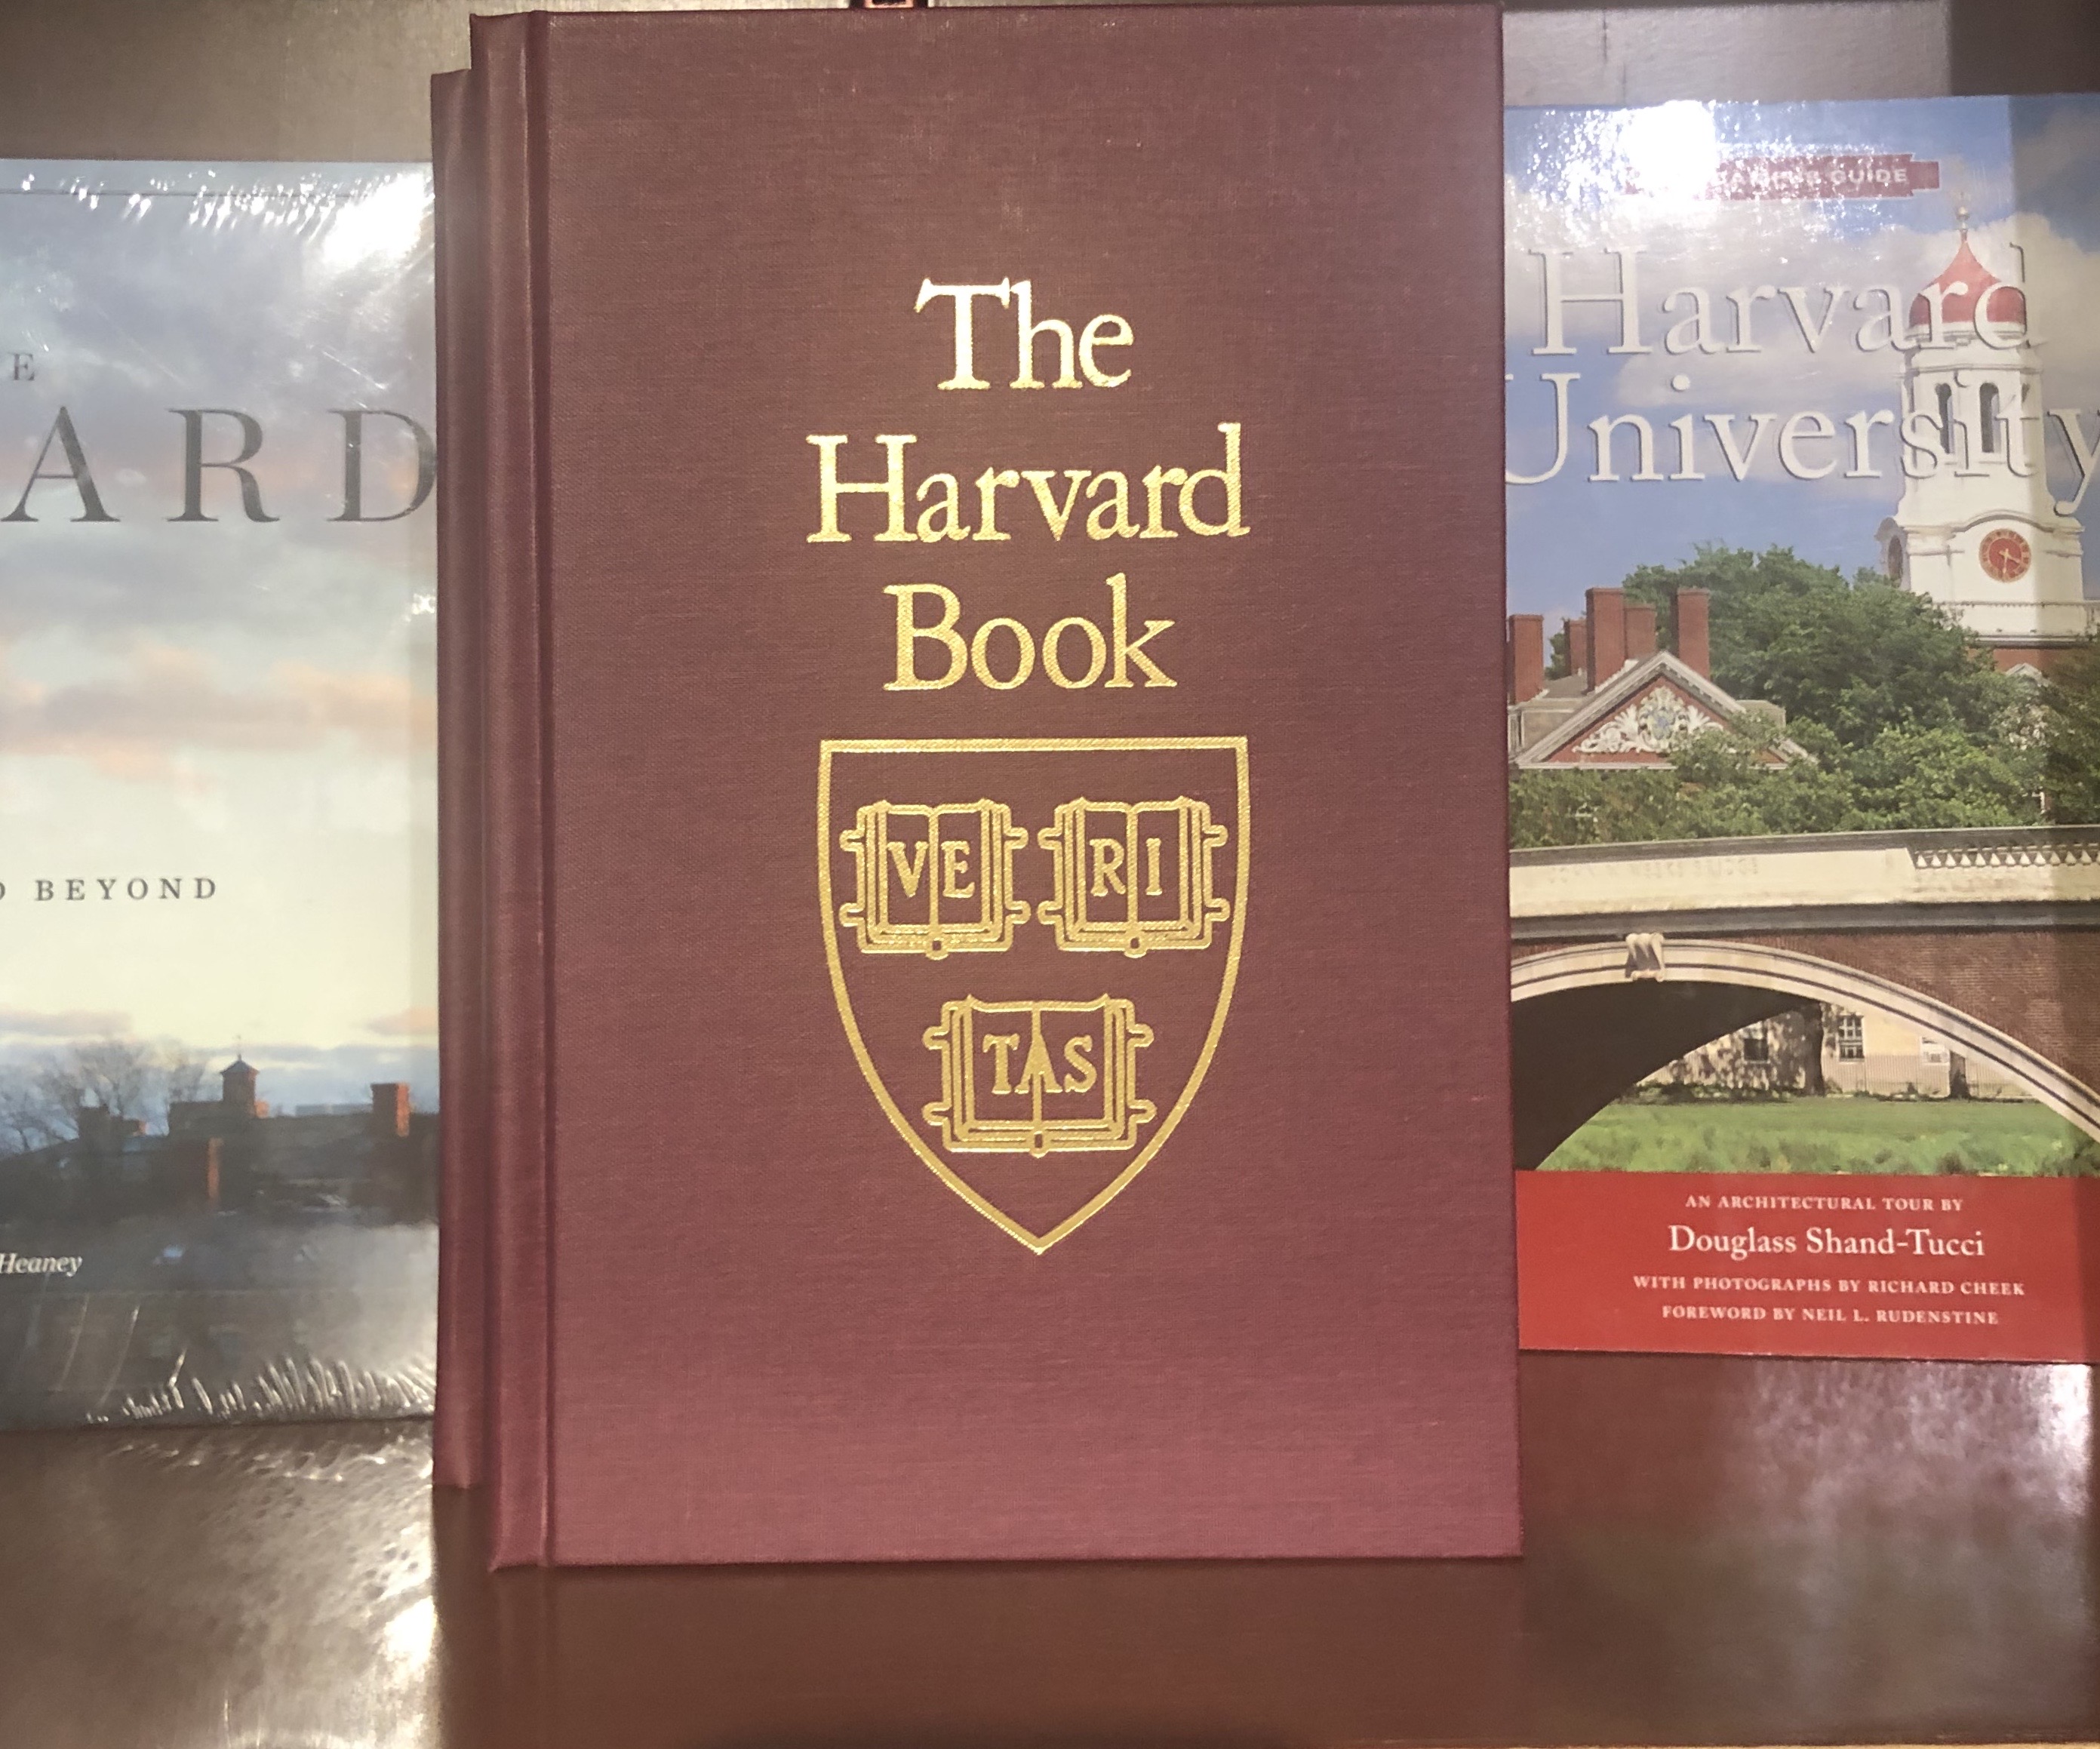 E
ARD
BEYOND
Heaney
The
Harvard
Book
VE RI
TAS
GUIDE
Harvard
University
AN ARCHITECTURAL TOUR BY
Douglass Shand-Tucci
WITH PHOTOGRAPHS BY RICHARD CHEEK
FOREWORD BY NEIL L. RUDENSTINE